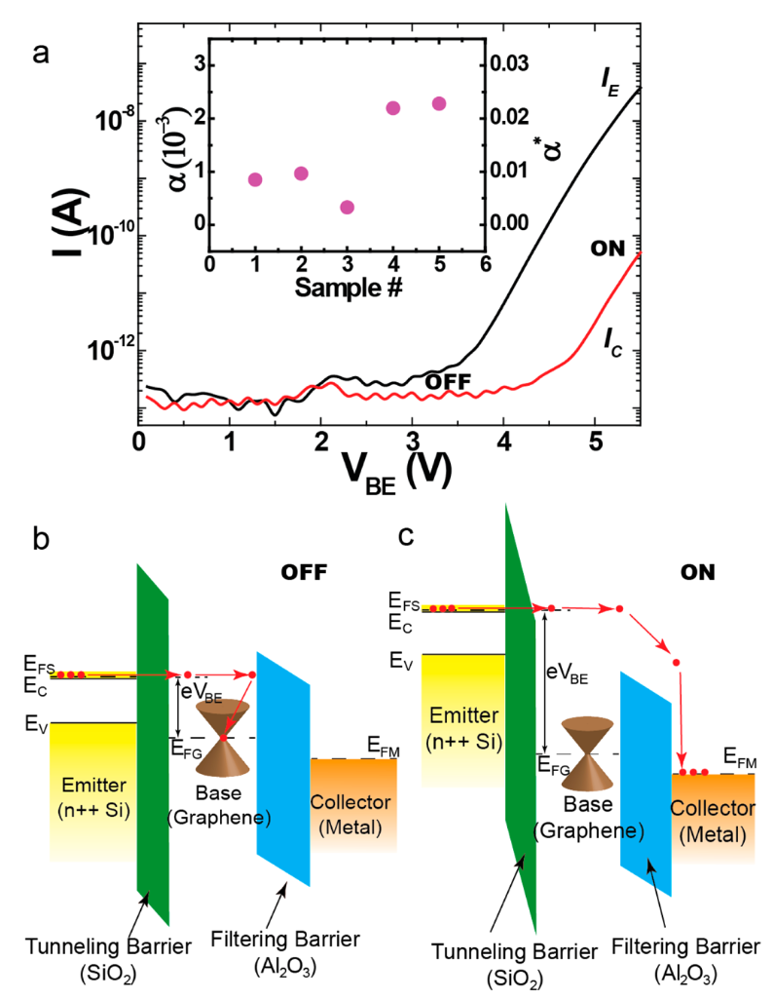 a
I (A)
10⁻⁸
10⁻¹⁰
10⁻¹²
0 1 2 3 4 5
V_BE (V)
I_E
ON
I_C
OFF
α (10⁻³)
3
2
1
0
0 1 2 3 4 5 6
Sample #
0.03
0.02
0.01
0.00
α*
b
OFF
E_FS
E_C
E_V
eV_BE
E_FG
E_FM
Emitter
(n++ Si)
Base
(Graphene)
Collector
(Metal)
Tunneling Barrier
(SiO₂)
Filtering Barrier
(Al₂O₃)
c
ON
E_FS
E_C
E_V
eV_BE
E_FG
E_FM
Emitter
(n++ Si)
Base
(Graphene)
Collector
(Metal)
Tunneling Barrier
(SiO₂)
Filtering Barrier
(Al₂O₃)